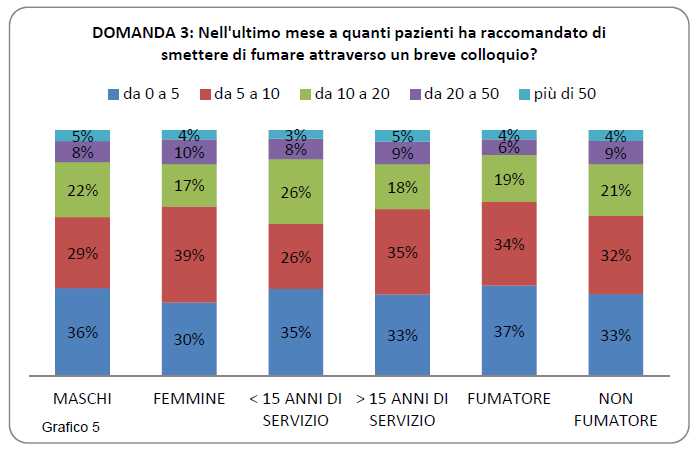 DOMANDA 3: Nell'ultimo mese a quanti pazienti ha raccomandato di
smettere di fumare attraverso un breve colloquio?
da 0 a 5 da 5 a 10 da 10 a 20 da 20 a 50 più di 50
5% 4% 3% 5% 4% 4%
8% 10% 8% 9% 6% 9%
22% 17% 26% 18% 19% 21%
29% 39% 26% 35% 34% 32%
36% 30% 35% 33% 37% 33%
MASCHI FEMMINE < 15 ANNI DI > 15 ANNI DI FUMATORE NON
SERVIZIO SERVIZIO FUMATORE
Grafico 5